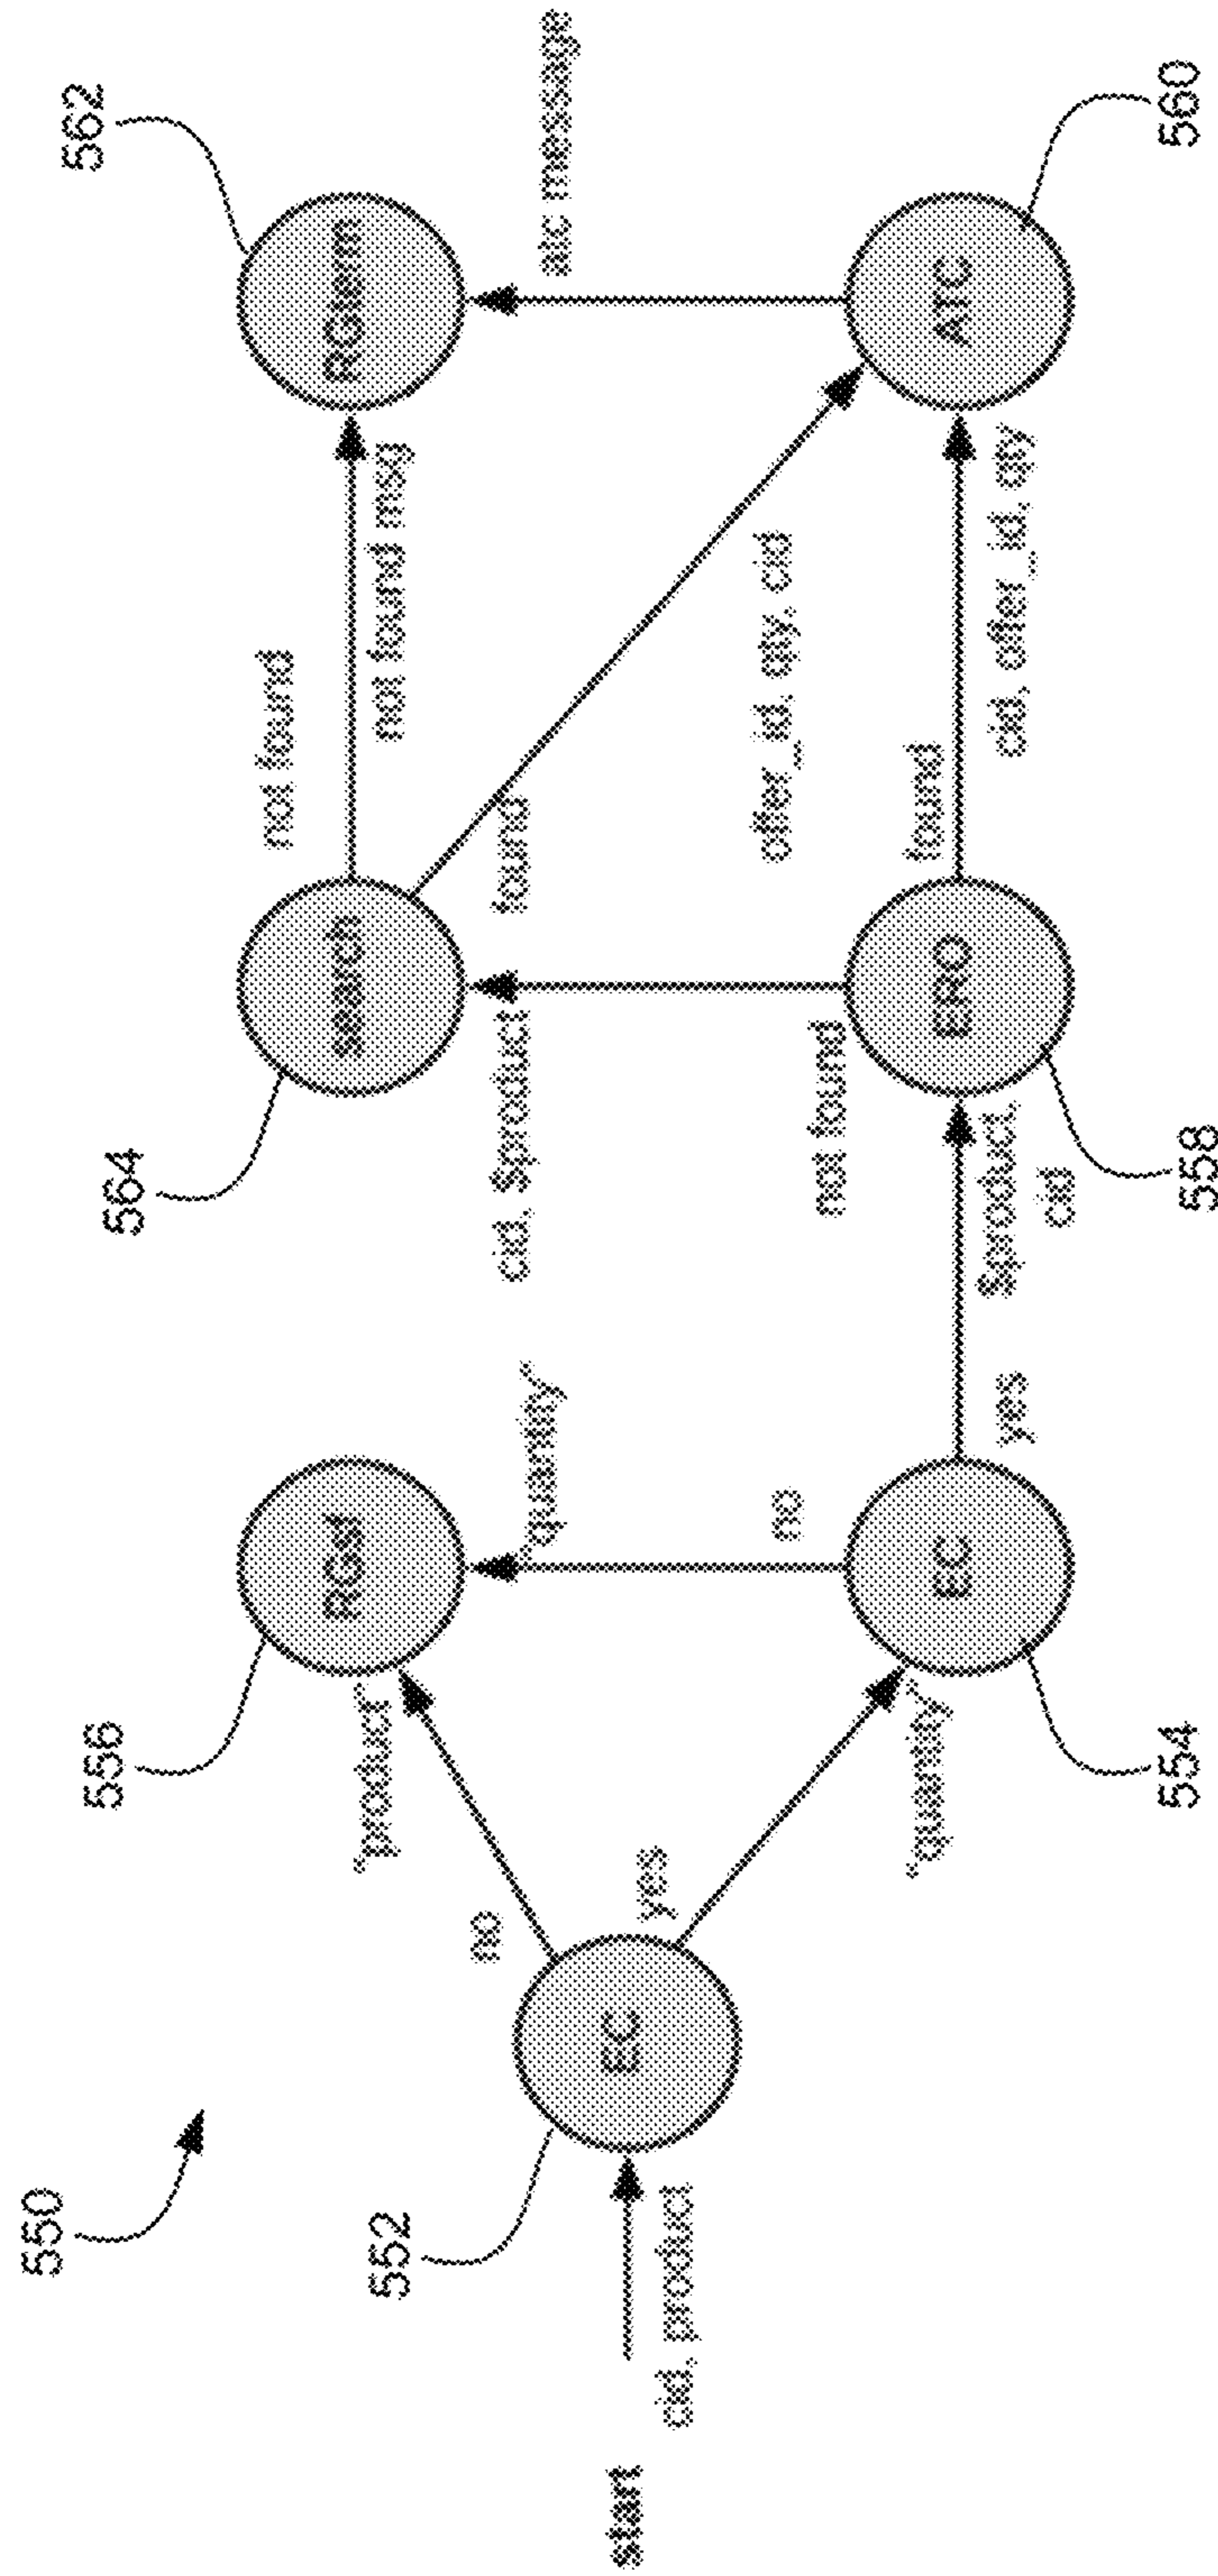 550
start
cid, product
552
EC
no
yes
"product"
"quantity"
556
RGsl
554
EC
no
"quantity"
yes
$product,
cid
564
search
cid, $product
not found
558
ERO
found
not found
not found msg
offer_id, qty, cid
found
cid, offer_id, qty
562
RGterm
atc message
560
ATC